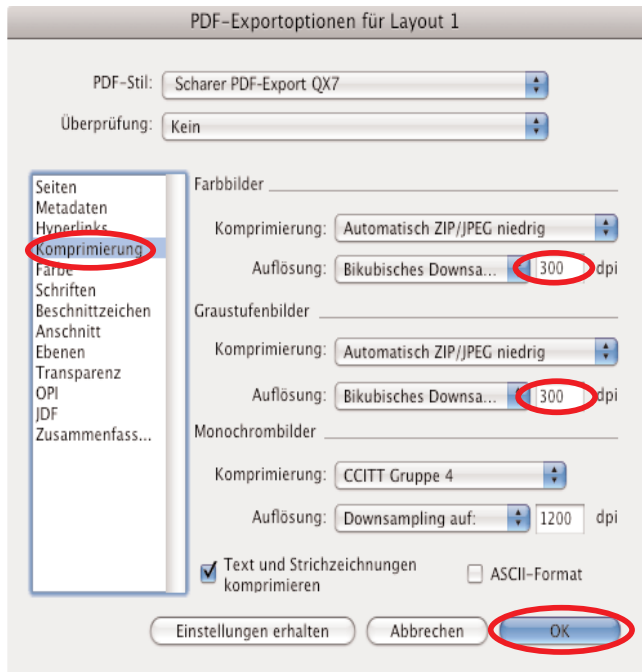 PDF-Exportoptionen für Layout 1
PDF-Stil: Scharer PDF-Export QX7
Überprüfung: Kein
Seiten
Metadaten
Hyperlinks
Komprimierung
Farbe
Schriften
Beschnittzeichen
Anschnitt
Ebenen
Transparenz
OPI
JDF
Zusammenfass...
Farbbilder
Komprimierung: Automatisch ZIP/JPEG niedrig
Auflösung: Bikubisches Downsa... 300 dpi
Graustufenbilder
Komprimierung: Automatisch ZIP/JPEG niedrig
Auflösung: Bikubisches Downsa... 300 dpi
Monochrombilder
Komprimierung: CCITT Gruppe 4
Auflösung: Downsampling auf: 1200 dpi
Text und Strichzeichnungen
komprimieren
ASCII-Format
Einstellungen erhalten Abbrechen OK